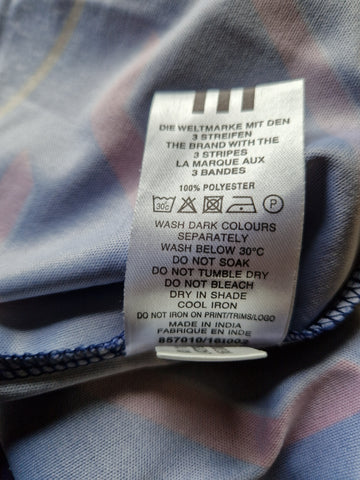 DIE WELTMARKE MIT DEN
3 STREIFEN
THE BRAND WITH THE
3 STRIPES
LA MARQUE AUX
3 BANDES
100% POLYESTER
30C P
WASH DARK COLOURS
SEPARATELY
WASH BELOW 30°C
DO NOT SOAK
DO NOT TUMBLE DRY
DO NOT BLEACH
DRY IN SHADE
COOL IRON
DO NOT IRON ON PRINT/TRIMS/LOGO
MADE IN INDIA
FABRIQUE EN INDE
857010/161002